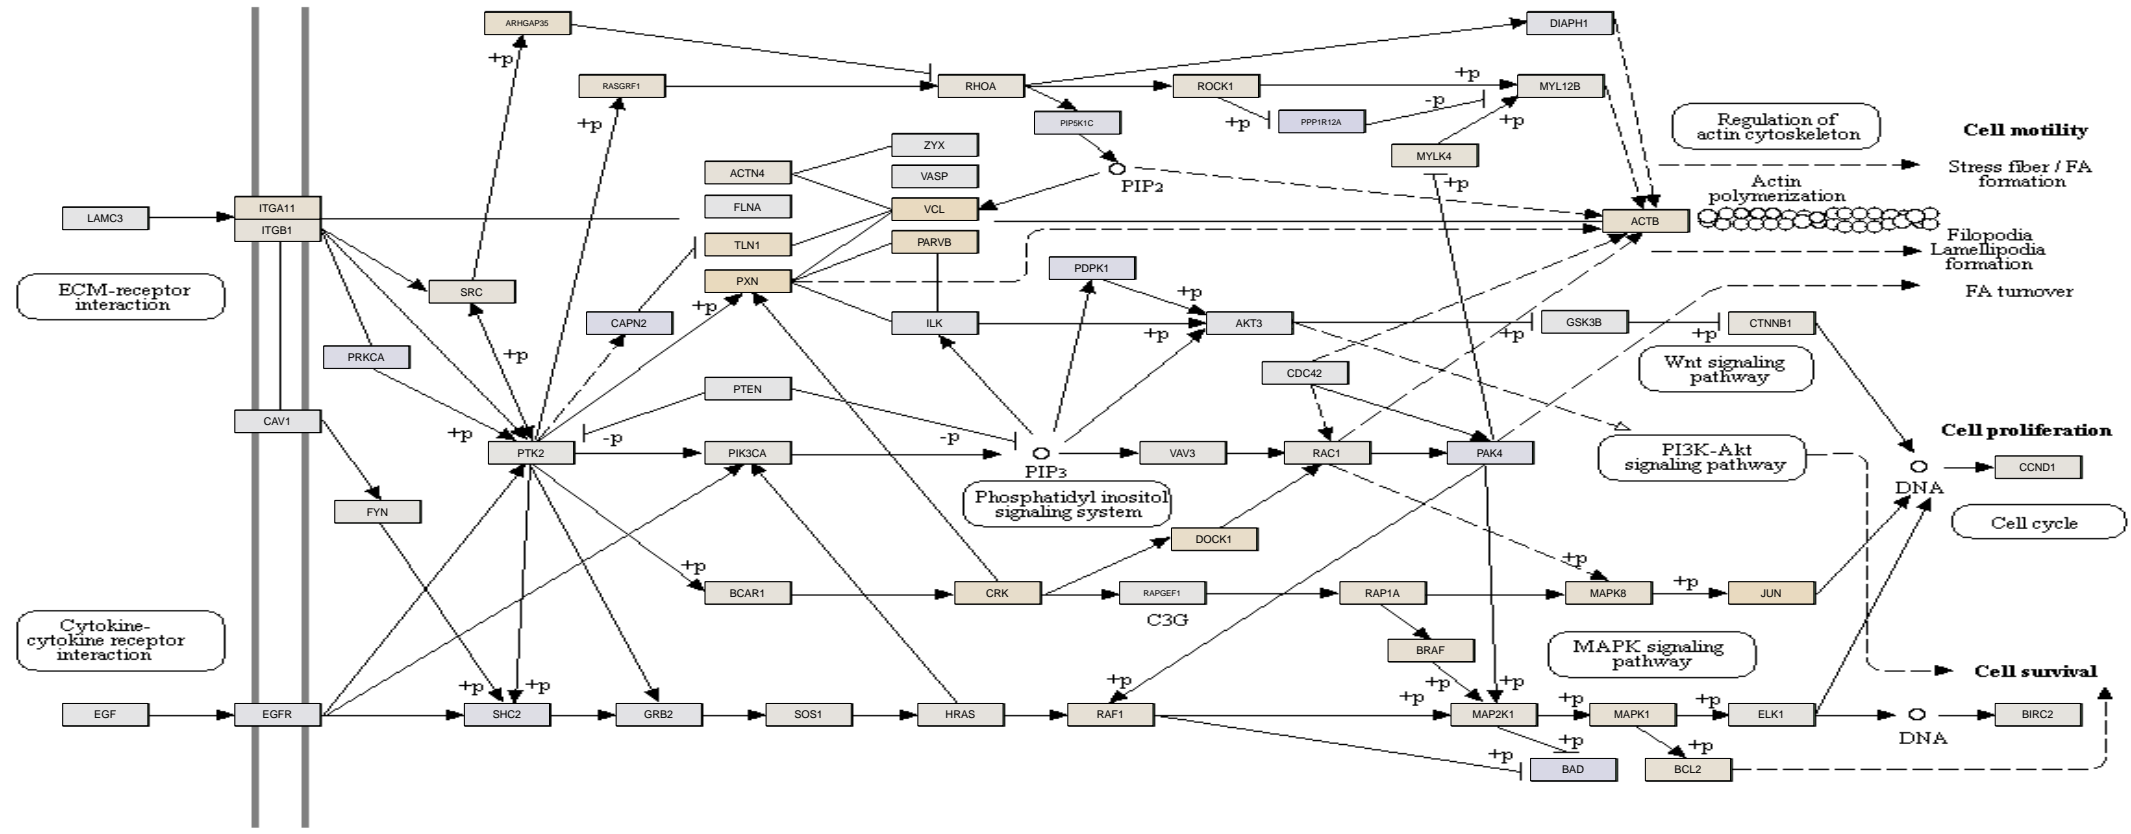 ARHGAP35
DIAPH1
+p
RASGRF1
RHOA
ROCK1
+p
MYL12B
PIP5K1C
+p
PPP1R12A
-p
+p
+p
Regulation of
actin cytoskeleton
Cell motility
ZYX
MYLK4
ACTN4
VASP
PIP2
+p
Stress fiber / FA
formation
Actin
polymerization
FLNA
VCL
LAMC3
ITGA11
ITGB1
ACTB
TLN1
PARVB
Filopodia
Lamellipodia
formation
PDPK1
ECM-receptor
interaction
SRC
PXN
+p
+p
FA turnover
CAPN2
ILK
+p
AKT3
+p
GSK3B
+p
CTNNB1
PRKCA
+p
Wnt signaling
pathway
PTEN
CDC42
CAV1
+p
-p
-p
Cell proliferation
PTK2
PIK3CA
PIP3
VAV3
RAC1
PAK4
PI3K-Akt
signaling pathway
CCND1
DNA
Phosphatidyl inositol
signaling system
FYN
Cell cycle
DOCK1
+p
+p
+p
BCAR1
CRK
RAPGEF1
C3G
RAP1A
MAPK8
JUN
Cytokine-
cytokine receptor
interaction
BRAF
MAPK signaling
pathway
Cell survival
+p
+p
+p
+p
+p
+p
+p
+p
EGF
EGFR
SHC2
GRB2
SOS1
HRAS
RAF1
MAP2K1
MAPK1
ELK1
DNA
BIRC2
+p
+p
+p
BAD
BCL2